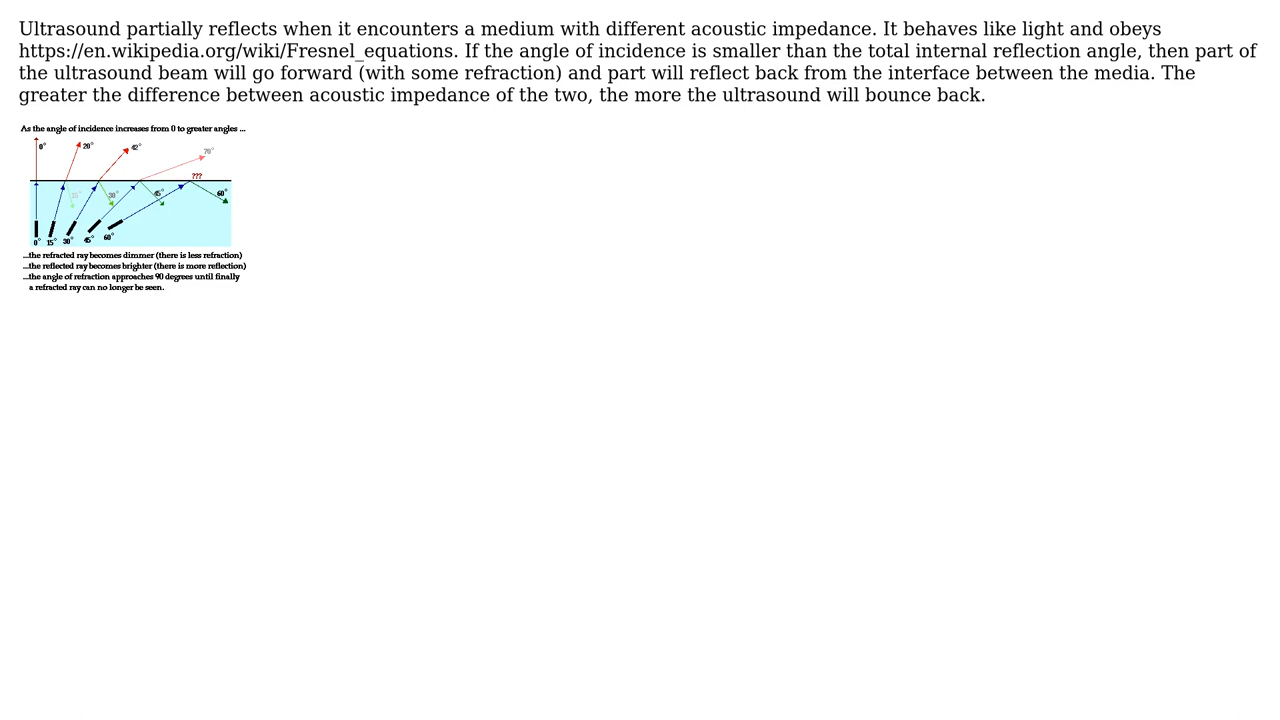 Ultrasound partially reflects when it encounters a medium with different acoustic impedance. It behaves like light and obeys
https://en.wikipedia.org/wiki/Fresnel_equations. If the angle of incidence is smaller than the total internal reflection angle, then part of
the ultrasound beam will go forward (with some refraction) and part will reflect back from the interface between the media. The
greater the difference between acoustic impedance of the two, the more the ultrasound will bounce back.
As the angle of incidence increases from 0 to greater angles ...
0° 20° 42° 70°
???
15° 30° 45° 60°
0° 15° 30° 45° 60°
...the refracted ray becomes dimmer (there is less refraction)
...the reflected ray becomes brighter (there is more reflection)
...the angle of refraction approaches 90 degrees until finally
a refracted ray can no longer be seen.